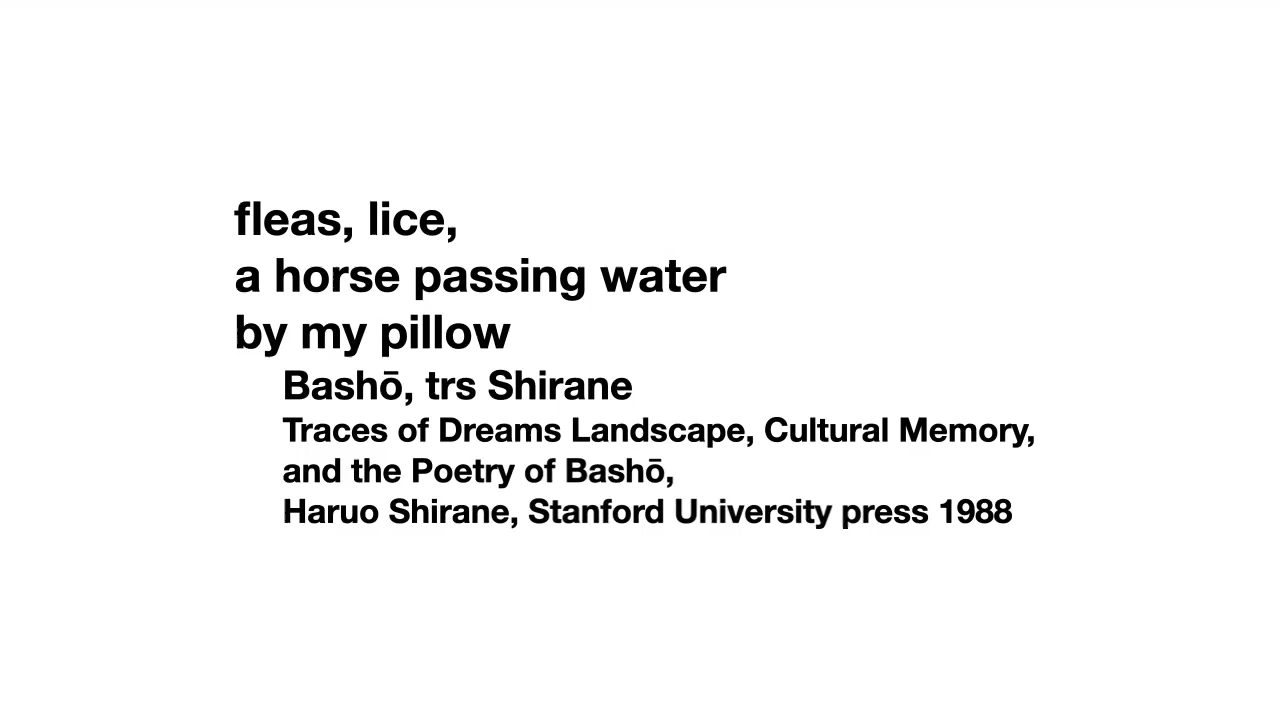 fleas, lice,
a horse passing water
by my pillow
Bashō, trs Shirane
Traces of Dreams Landscape, Cultural Memory,
and the Poetry of Bashō,
Haruo Shirane, Stanford University press 1988